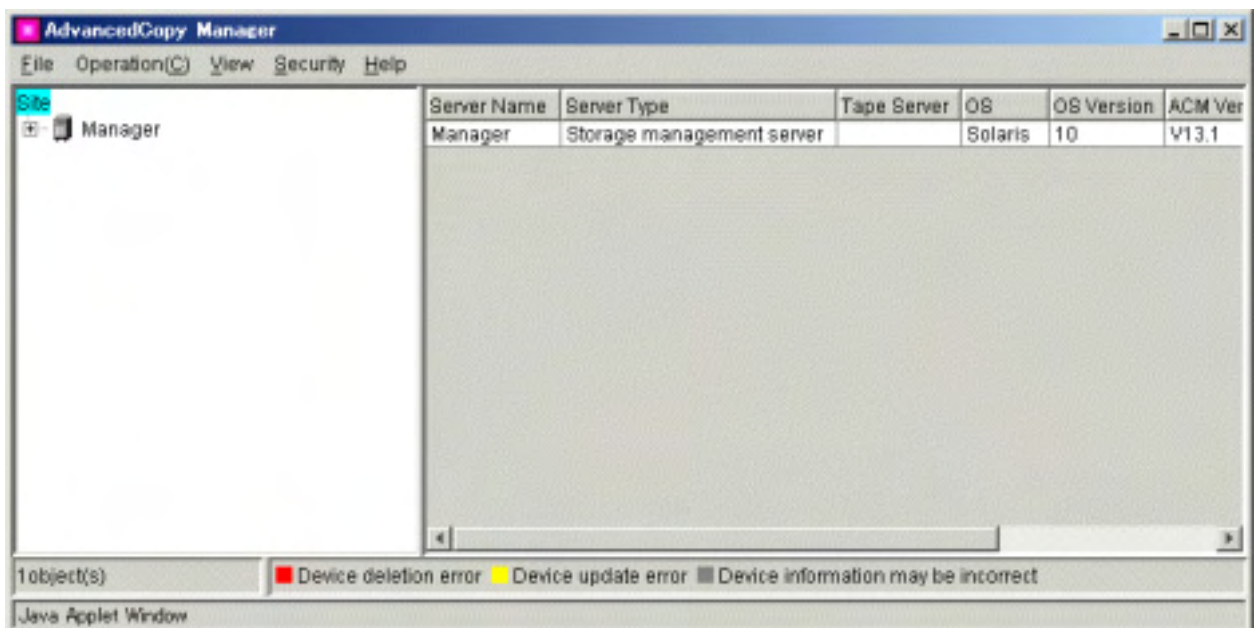 AdvancedCopy Manager
File Operation(C) View Security Help
Site
Manager
Server Name Server Type Tape Server OS OS Version ACM Ver
Manager Storage management server Solaris 10 V13.1
1object(s) Device deletion error Device update error Device information may be incorrect
Java Applet Window